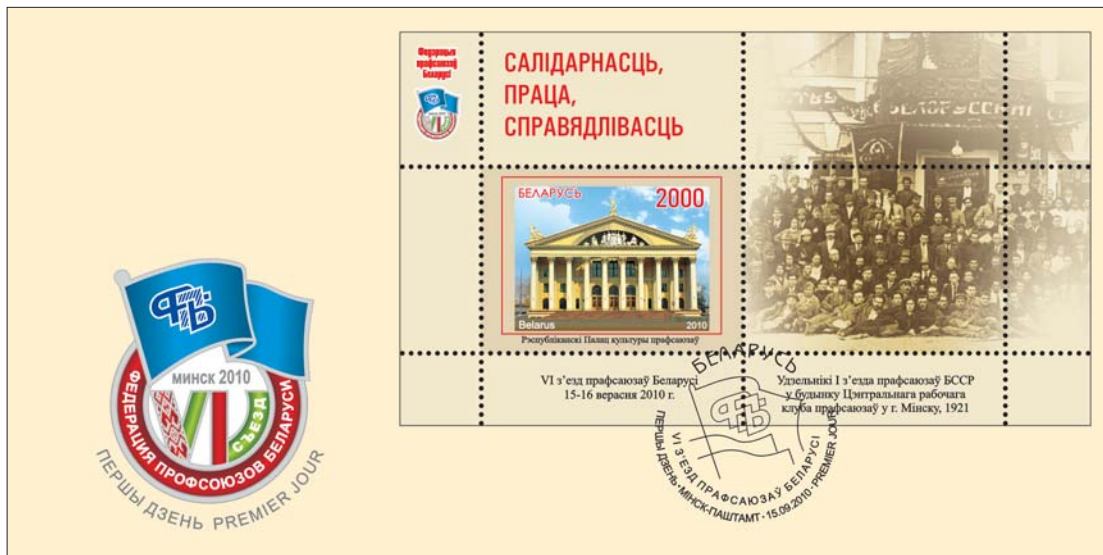 Федэрацыя
прафсаюзаў
Беларусі
САЛІДАРНАСЦЬ,
ПРАЦА,
СПРАВЯДЛІВАСЦЬ
БЕЛОРУССКИ
БЕЛАРУСЬ
2000
Belarus
2010
Рэспубліканскі Палац культуры прафсаюзаў
VI з’езд прафсаюзаў Беларусі
15-16 верасня 2010 г.
Удзельнікі I з’езда прафсаюзаў БССР
у будынку Цэнтральнага рабочага
клуба прафсаюзаў у г. Мінску, 1921
БЕЛАРУСЬ
ФПБ
VI З’ЕЗД ПРАФСАЮЗАЎ БЕЛАРУСІ
ПЕРШЫ ДЗЕНЬ · МІНСК-ПАШТАМТ · 15.09.2010 · PREMIER JOUR
ФПБ
МИНСК 2010
VI
СЪЕЗД
ФЕДЕРАЦИЯ ПРОФСОЮЗОВ БЕЛАРУСИ
ПЕРШЫ ДЗЕНЬ PREMIER JOUR